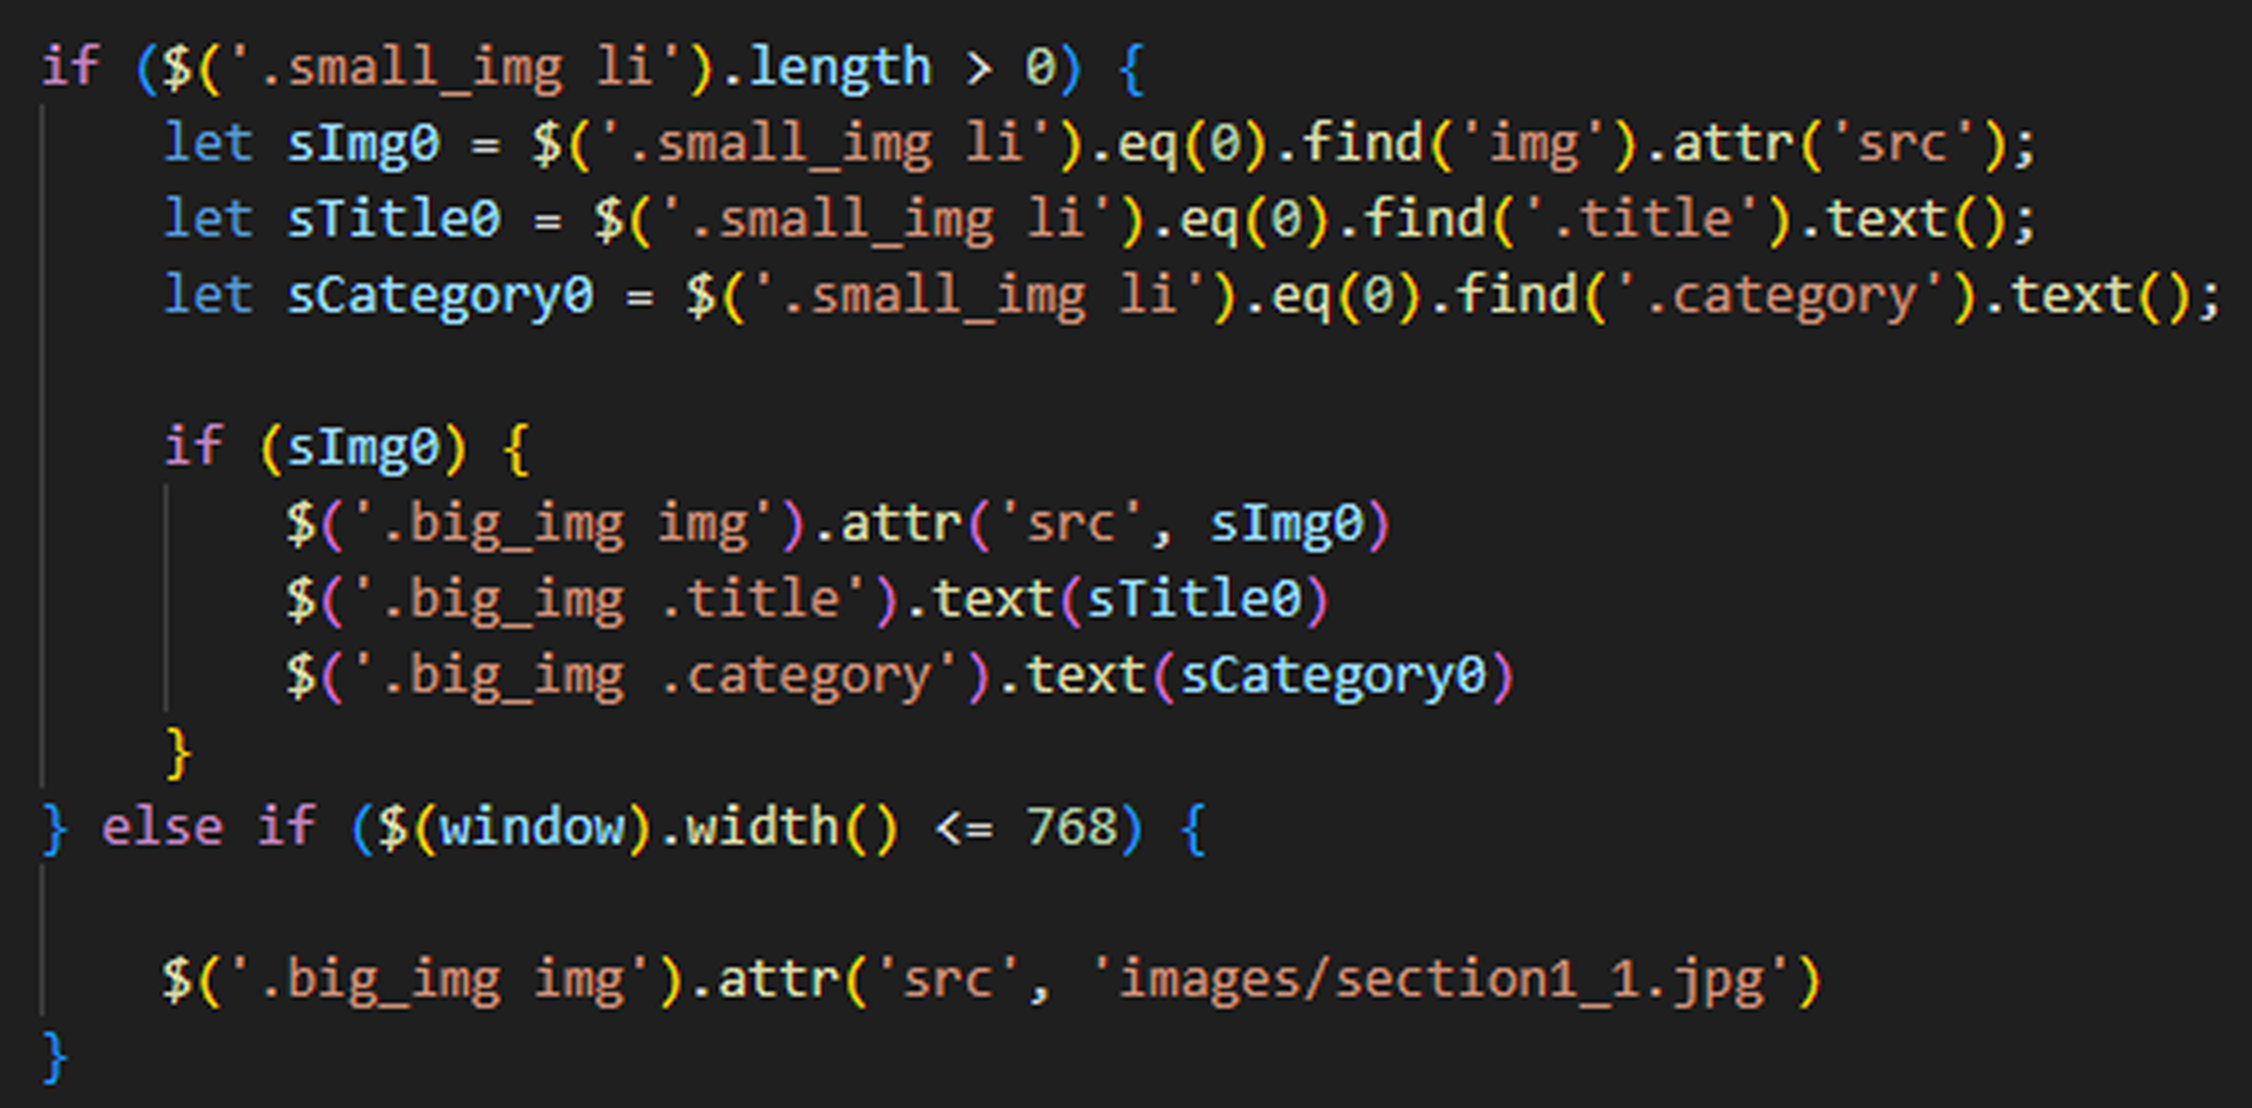 if ($('.small_img li').length > 0) {
let sImg0 = $('.small_img li').eq(0).find('img').attr('src');
let sTitle0 = $('.small_img li').eq(0).find('.title').text();
let sCategory0 = $('.small_img li').eq(0).find('.category').text();
if (sImg0) {
$('.big_img img').attr('src', sImg0)
$('.big_img .title').text(sTitle0)
$('.big_img .category').text(sCategory0)
}
} else if ($(window).width() <= 768) {
$('.big_img img').attr('src', 'images/section1_1.jpg')
}